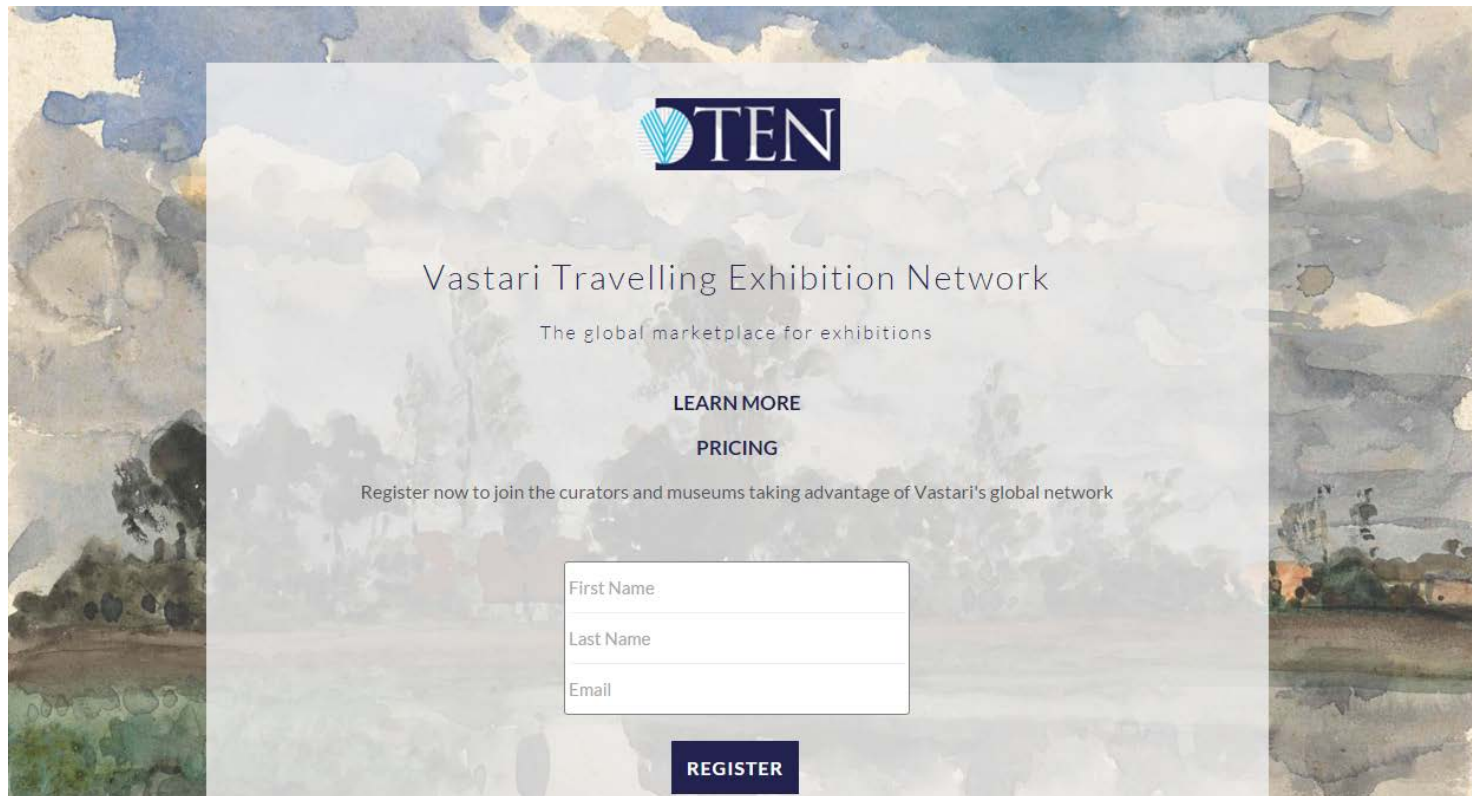 VTEN
Vastari Travelling Exhibition Network
The global marketplace for exhibitions
LEARN MORE
PRICING
Register now to join the curators and museums taking advantage of Vastari's global network
First Name
Last Name
Email
REGISTER